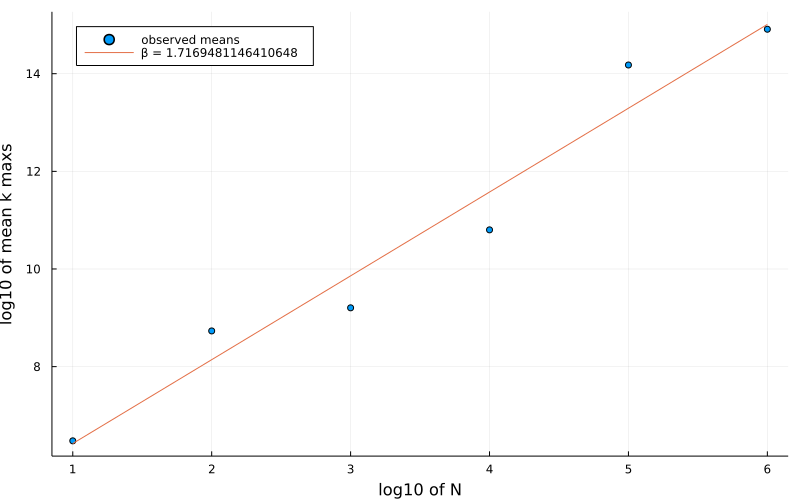 observed means
β = 1.7169481146410648
14
12
10
8
log10 of mean k maxs
1 2 3 4 5 6
log10 of N